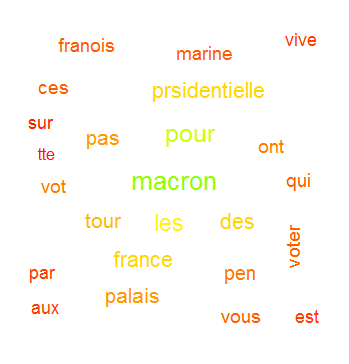 vive
franois
marine
ces
prsidentielle
sur
pas
pour
ont
tte
vot
macron
qui
tour
les
des
voter
france
par
pen
palais
aux
vous
est